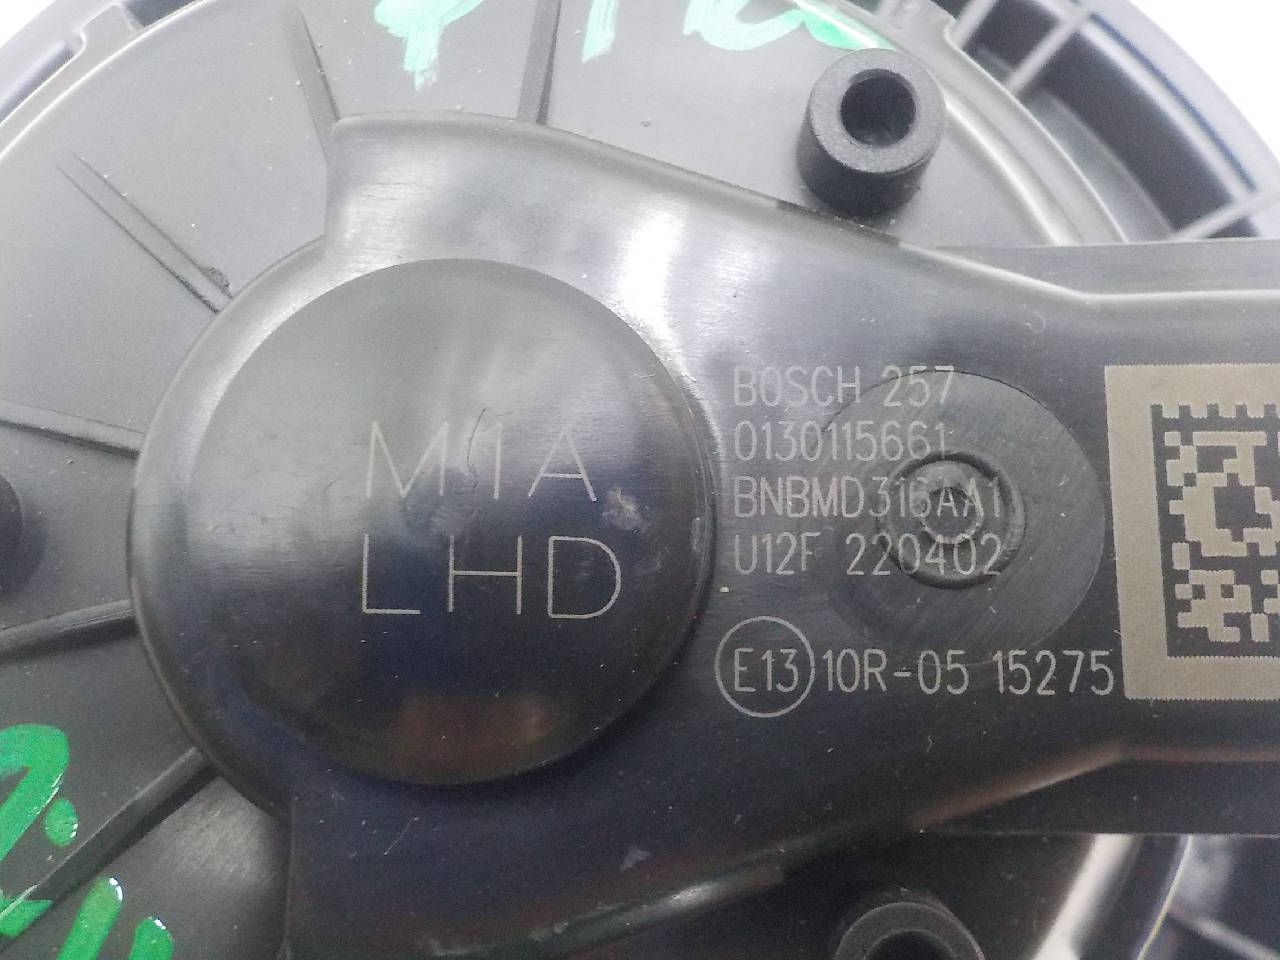 M1A
LHD
BOSCH 257
0130115661
BNBMD316AA1
U12F 220402
E13 10R-05 15275